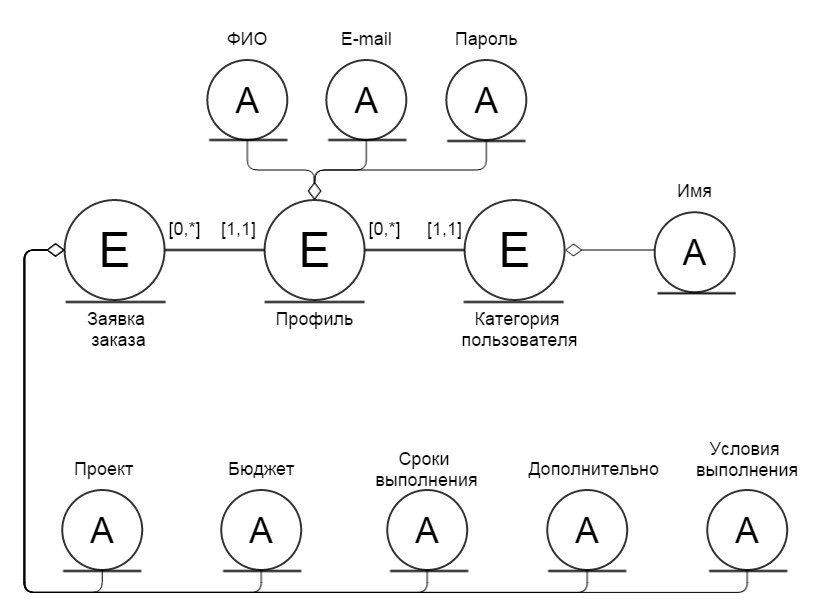 ФИО
E-mail
Пароль
A
A
A
Имя
[0,*]
[1,1]
[0,*]
[1,1]
E
E
E
A
Заявка
заказа
Профиль
Категория
пользователя
Проект
Бюджет
Сроки
выполнения
Дополнительно
Условия
выполнения
A
A
A
A
A